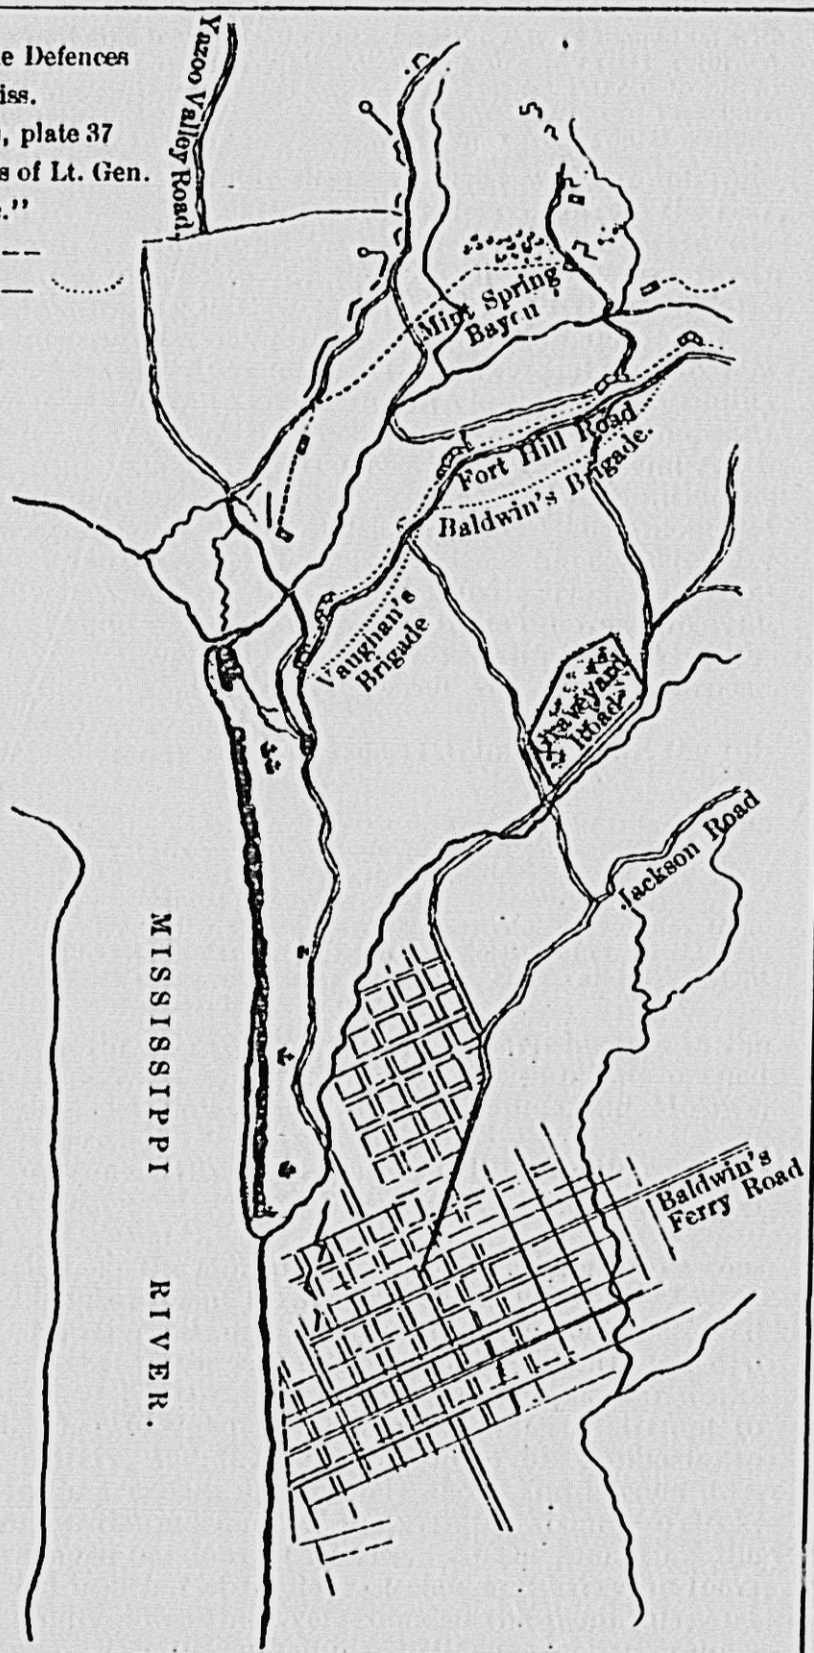 e Defences
iss.
, plate 37
s of Lt. Gen.
."
Yazoo Valley Road.
Mint Spring
Bayou
Fort Hill Road
Baldwin's Brigade.
Vaughan's
Brigade
Graveyard
Road
Jackson Road
MISSISSIPPI RIVER.
Baldwin's
Ferry Road